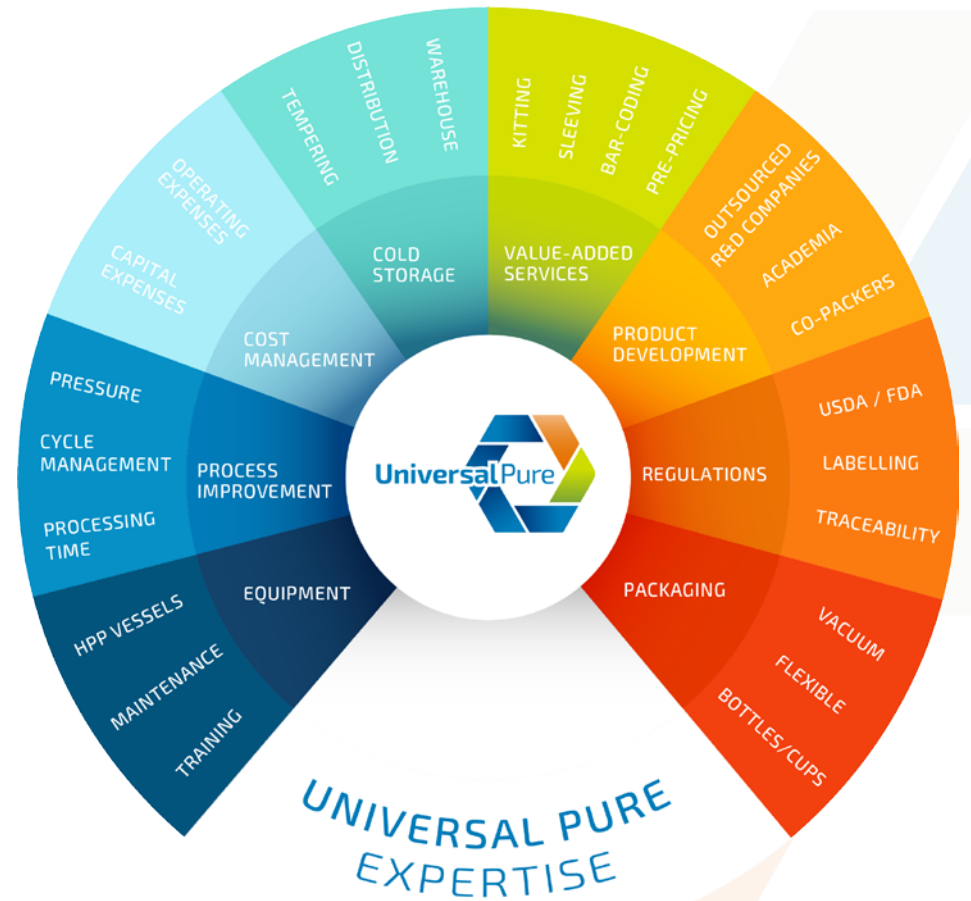 WAREHOUSE
DISTRIBUTION
TEMPERING
COLD
STORAGE
KITTING
SLEEVING
BAR-CODING
PRE-PRICING
VALUE-ADDED
SERVICES
OUTSOURCED
R&D COMPANIES
ACADEMIA
CO-PACKERS
PRODUCT
DEVELOPMENT
OPERATING
EXPENSES
CAPITAL
EXPENSES
COST
MANAGEMENT
PRESSURE
CYCLE
MANAGEMENT
PROCESSING
TIME
PROCESS
IMPROVEMENT
UniversalPure
USDA / FDA
LABELLING
TRACEABILITY
REGULATIONS
HPP VESSELS
MAINTENANCE
TRAINING
EQUIPMENT
PACKAGING
VACUUM
FLEXIBLE
BOTTLES/CUPS
UNIVERSAL PURE
EXPERTISE